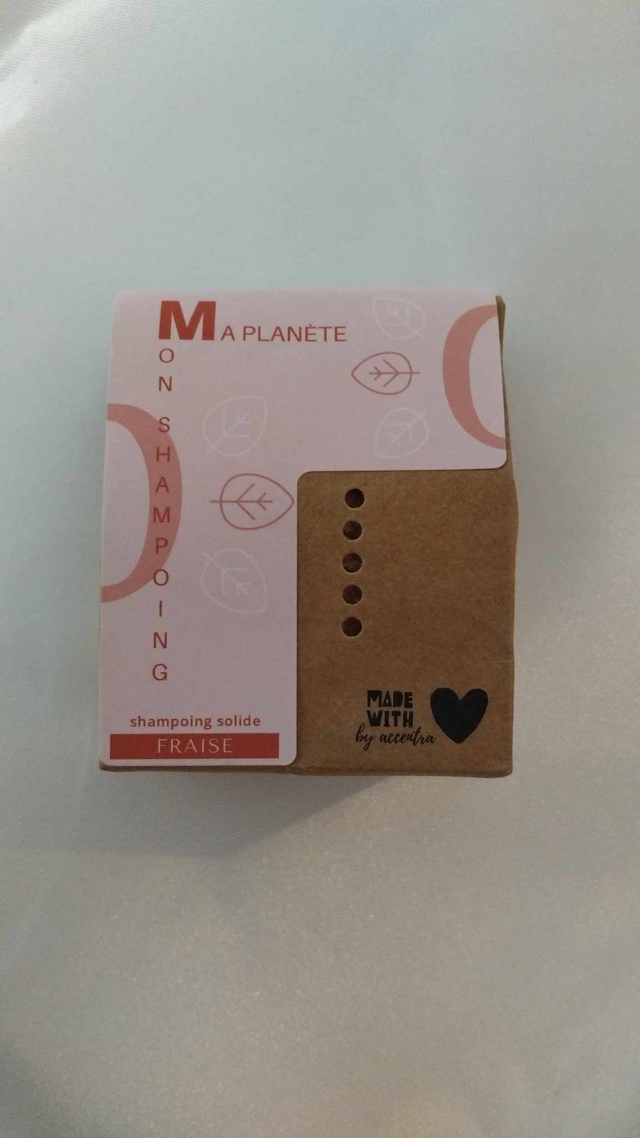 MA PLANÈTE
MON SHAMPOING
shampoing solide
FRAISE
MADE
WITH
by accentra